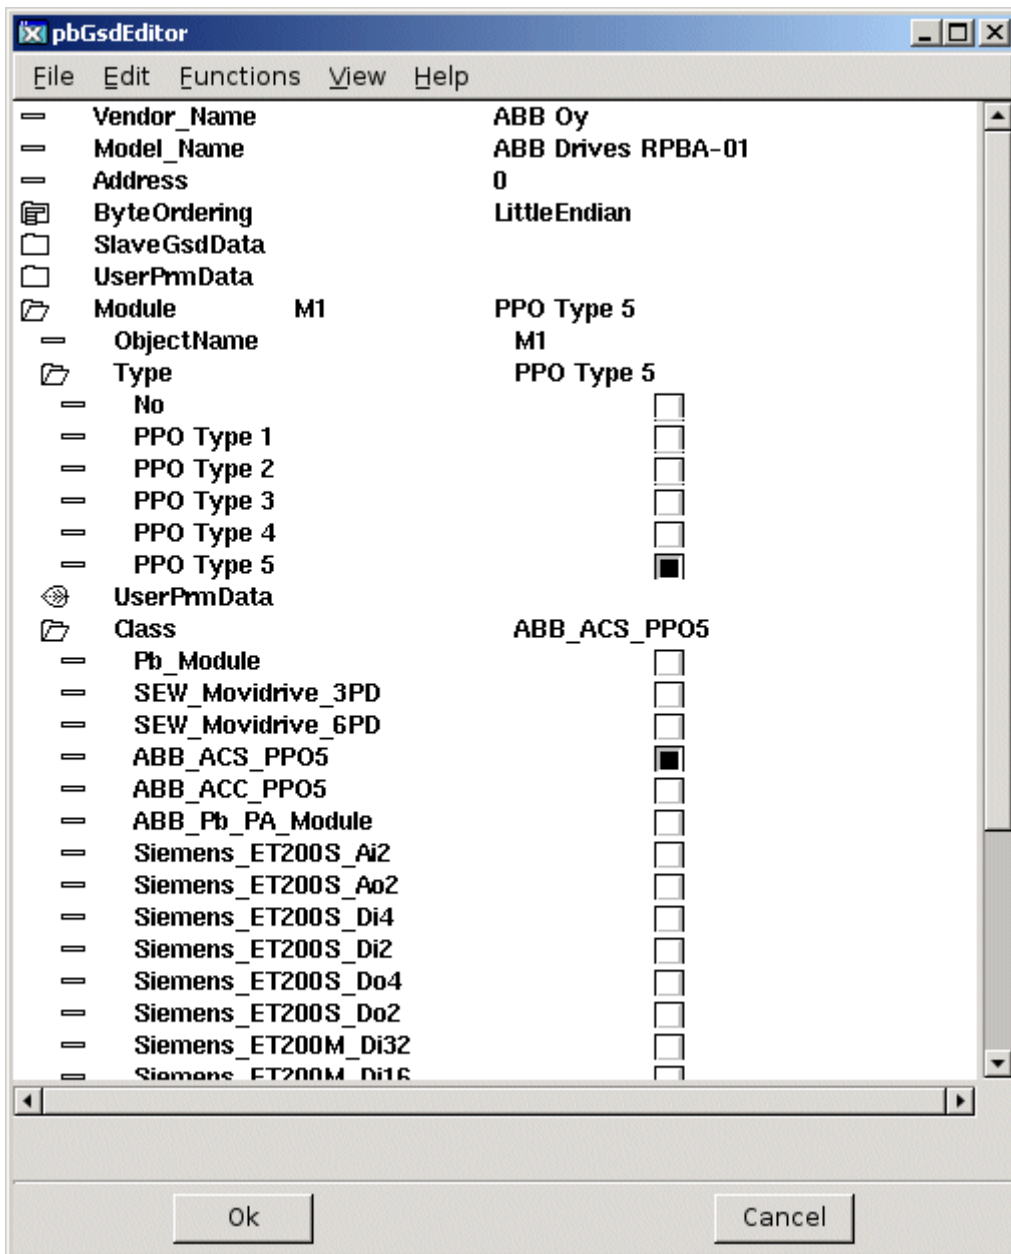 pbGsdEditor
File Edit Functions View Help
Vendor_Name ABB Oy
Model_Name ABB Drives RPBA-01
Address 0
ByteOrdering LittleEndian
SlaveGsdData
UserPrmData
Module M1 PPO Type 5
ObjectName M1
Type PPO Type 5
No
PPO Type 1
PPO Type 2
PPO Type 3
PPO Type 4
PPO Type 5
UserPrmData
Class ABB_ACS_PPO5
Pb_Module
SEW_Movidrive_3PD
SEW_Movidrive_6PD
ABB_ACS_PPO5
ABB_ACC_PPO5
ABB_Pb_PA_Module
Siemens_ET200S_Ai2
Siemens_ET200S_Ao2
Siemens_ET200S_Di4
Siemens_ET200S_Di2
Siemens_ET200S_Do4
Siemens_ET200S_Do2
Siemens_ET200M_Di32
Siemens_ET200M_Di16
Ok Cancel